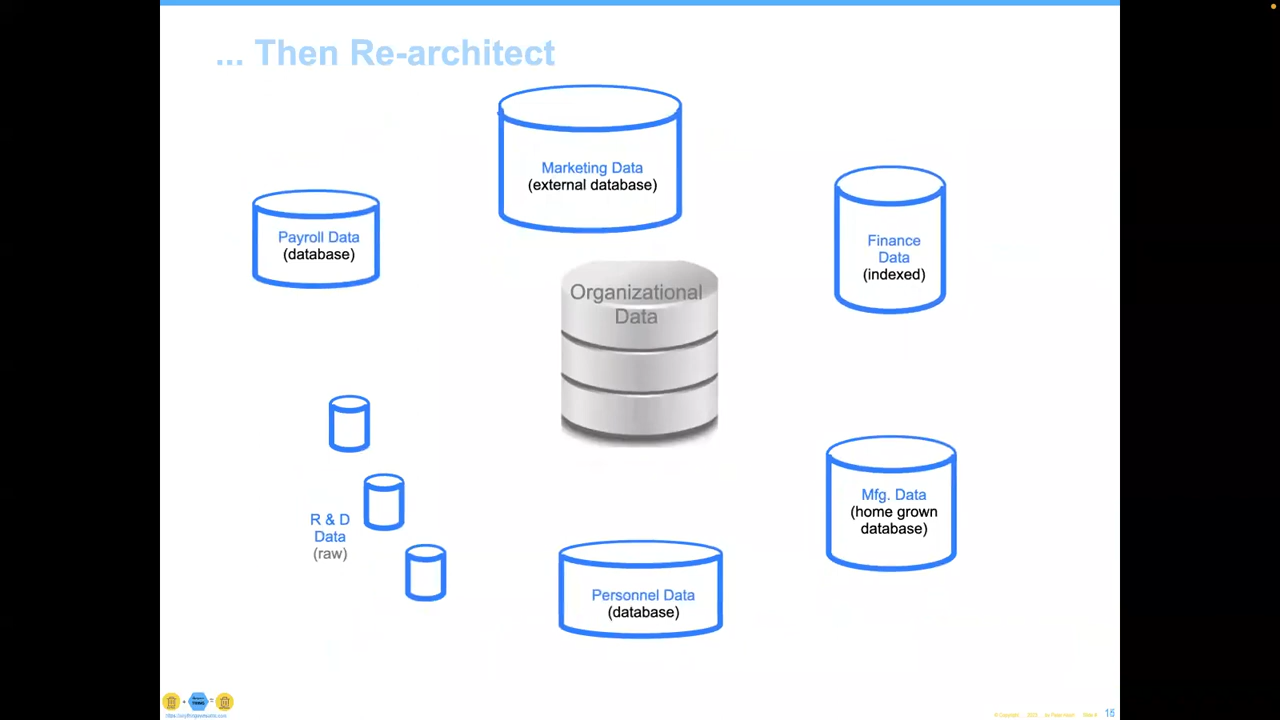 ... Then Re-architect
Marketing Data
(external database)
Payroll Data
(database)
Finance
Data
(indexed)
Organizational
Data
R & D
Data
(raw)
Mfg. Data
(home grown
database)
Personnel Data
(database)
© Copyright
15